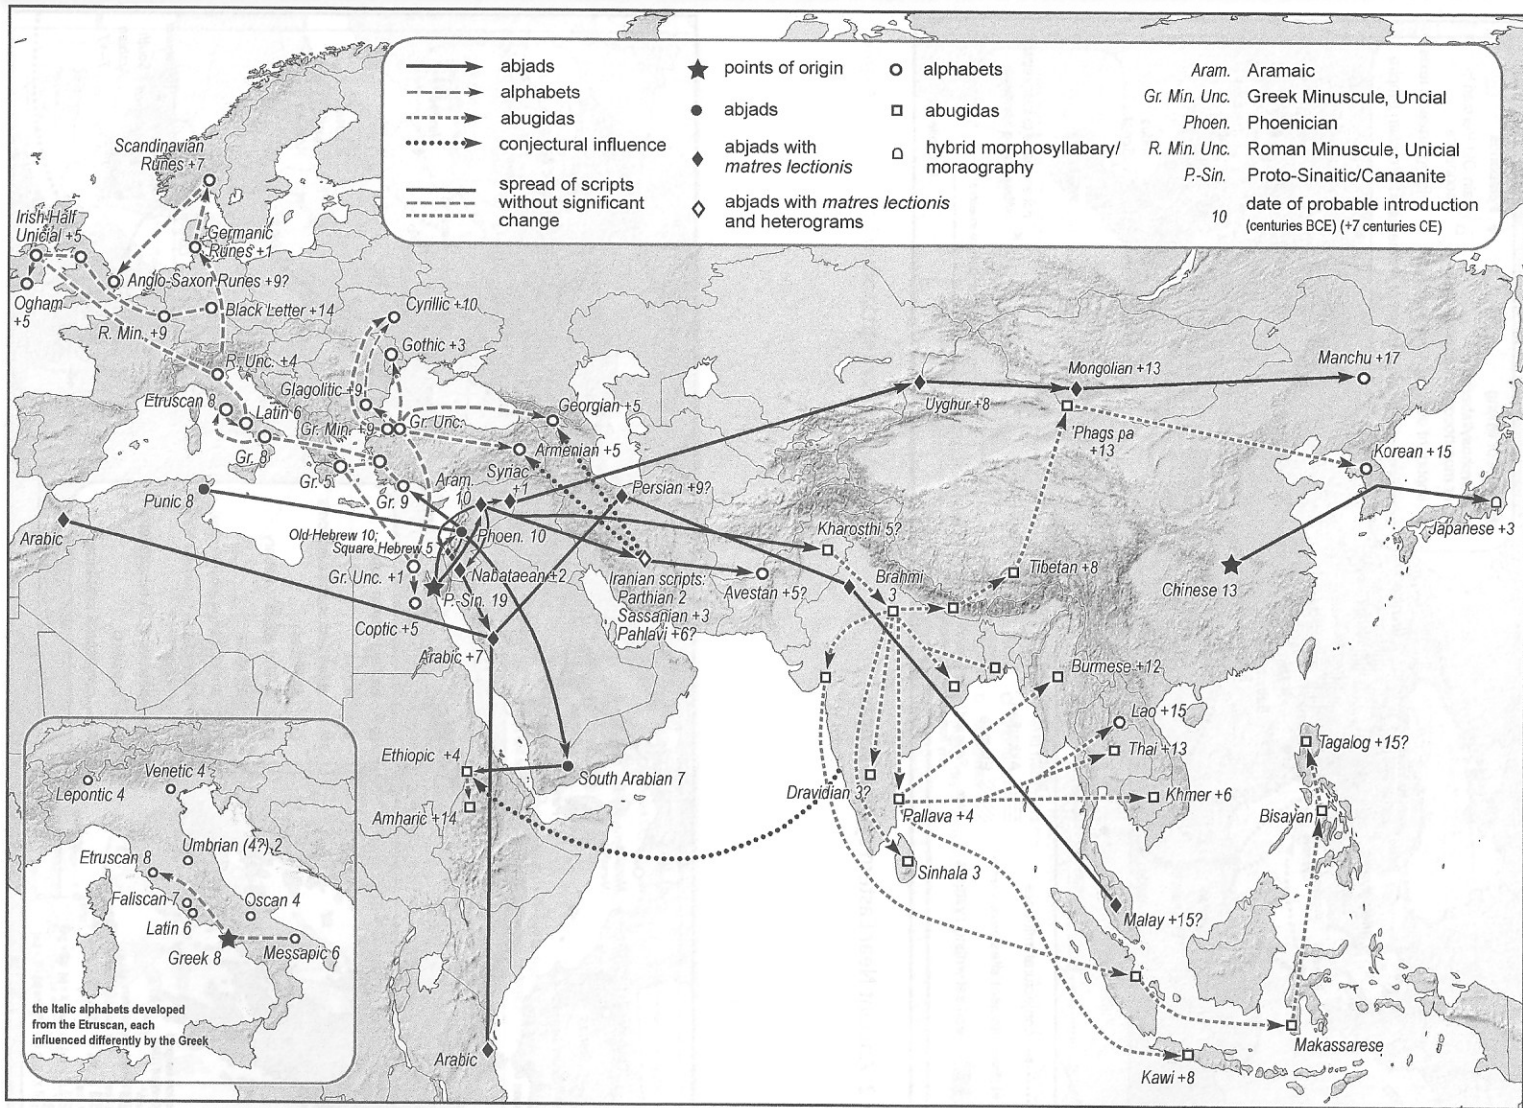 abjads
alphabets
abugidas
conjectural influence
spread of scripts
without significant
change
points of origin
abjads
abjads with
matres lectionis
abjads with matres lectionis
and heterograms
alphabets
abugidas
hybrid morphosyllabary/
moraography
Aram. Aramaic
Gr. Min. Unc. Greek Minuscule, Uncial
Phoen. Phoenician
R. Min. Unc. Roman Minuscule, Unicial
P.-Sin. Proto-Sinaitic/Canaanite
10 date of probable introduction
(centuries BCE) (+7 centuries CE)
Scandinavian
Runes +7
Irish Half
Unicial +5
Germanic
Runes +1
Anglo-Saxon Runes +9?
Ogham
+5
Black Letter +14
R. Min. +9
Cyrillic +10
Gothic +3
R. Unc. +4
Glagolitic +9
Etruscan 8
Latin 6
Gr. Min. +9
Gr. Unc.
Georgian +5
Armenian +5
Gr. 8
Gr. 5
Gr. 9
Aram.
10
Syriac
+1
Persian +9?
Punic 8
Arabic
Old Hebrew 10;
Square Hebrew 5
Phoen. 10
Gr. Unc. +1
P.-Sin. 19
Nabataean +2
Coptic +5
Arabic +7
Iranian scripts:
Parthian 2
Sassanian +3
Pahlavi +6?
Avestan +5?
Kharosthi 5?
Brahmi
3
Uyghur +8
Mongolian +13
Manchu +17
Phags pa
+13
Korean +15
Japanese +3
Chinese 13
Tibetan +8
Burmese +12
Lao +15
Thai +13
Khmer +6
Tagalog +15?
Bisayan
Dravidian 3?
Pallava +4
Sinhala 3
Malay +15?
Makassarese
Kawi +8
Ethiopic +4
South Arabian 7
Amharic +14
Arabic
Venetic 4
Lepontic 4
Umbrian (4?) 2
Etruscan 8
Faliscan 7
Oscan 4
Latin 6
Greek 8
Messapic 6
the Italic alphabets developed
from the Etruscan, each
influenced differently by the Greek